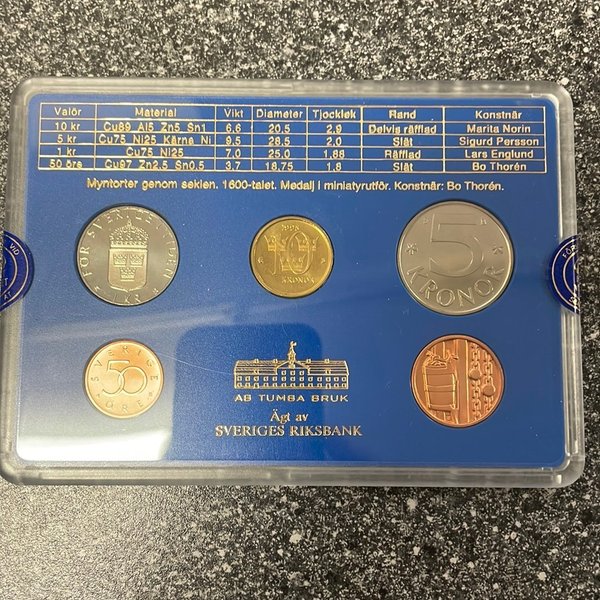 Valör Material Vikt Diameter Tjocklek Rand Konstnär
10 kr Cu89 Al5 Zn5 Sn1 6,6 20.5 2.9 Delvis räfflad Marita Norin
5 kr Cu75 Ni25 Kärna Ni 9.5 28.5 2.0 Slät Sigurd Persson
1 kr Cu75 Ni25 7.0 25.0 1.88 Räfflad Lars Englund
50 öre Cu97 Zn2,5 Sn0,5 3.7 18.75 1.8 Slät Bo Thorén
Myntorter genom seklen. 1600-talet. Medalj i miniatyrutför. Konstnär: Bo Thorén.
FÖR SVERIGE I TIDEN
1 KR
10
KRONOR
5
KRONOR
SVERIGE
50
ÖRE
AB TUMBA BRUK
Ägt av
SVERIGES RIKSBANK